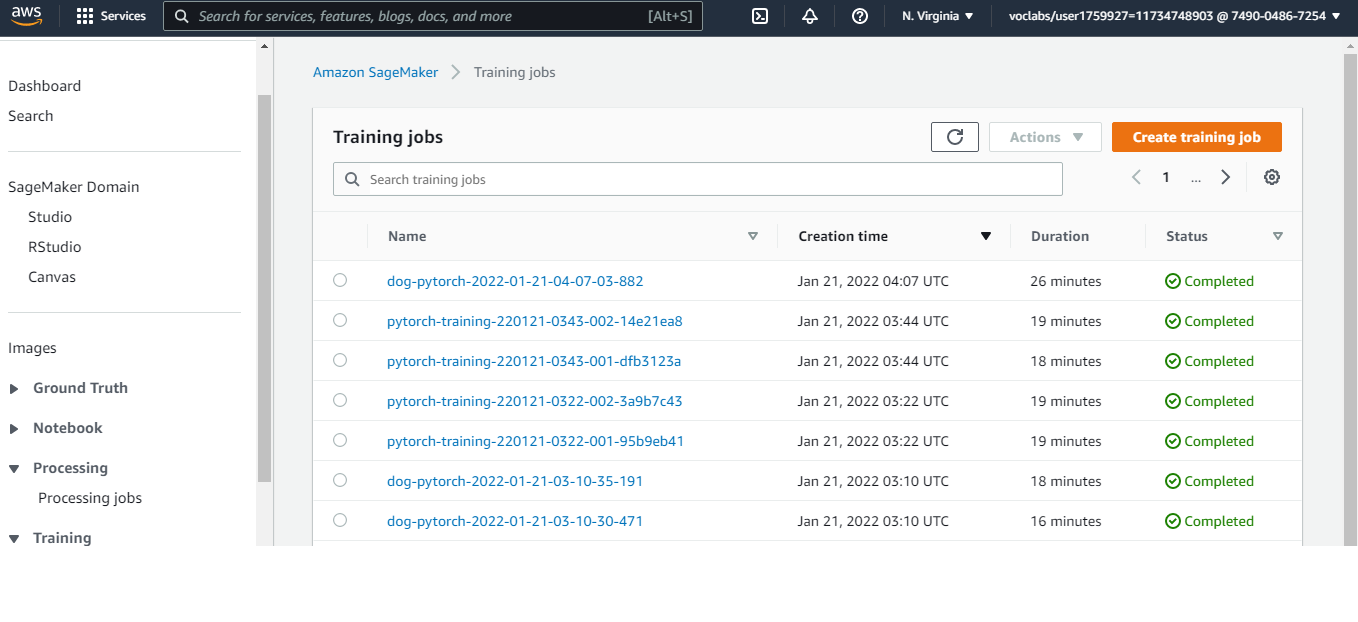 aws Services Search for services, features, blogs, docs, and more [Alt+S] N. Virginia voclabs/user1759927=11734748903 @ 7490-0486-7254
Dashboard
Search
SageMaker Domain
Studio
RStudio
Canvas
Images
Ground Truth
Notebook
Processing
Processing jobs
Training
Amazon SageMaker Training jobs
Training jobs Actions Create training job
Search training jobs 1 ...
Name Creation time Duration Status
dog-pytorch-2022-01-21-04-07-03-882 Jan 21, 2022 04:07 UTC 26 minutes Completed
pytorch-training-220121-0343-002-14e21ea8 Jan 21, 2022 03:44 UTC 19 minutes Completed
pytorch-training-220121-0343-001-dfb3123a Jan 21, 2022 03:44 UTC 18 minutes Completed
pytorch-training-220121-0322-002-3a9b7c43 Jan 21, 2022 03:22 UTC 19 minutes Completed
pytorch-training-220121-0322-001-95b9eb41 Jan 21, 2022 03:22 UTC 19 minutes Completed
dog-pytorch-2022-01-21-03-10-35-191 Jan 21, 2022 03:10 UTC 18 minutes Completed
dog-pytorch-2022-01-21-03-10-30-471 Jan 21, 2022 03:10 UTC 16 minutes Completed